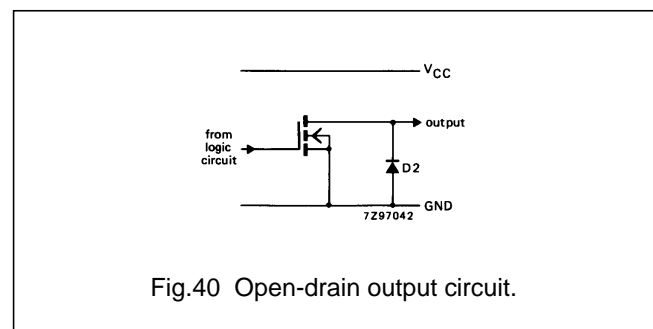 VCC
output
from
logic
circuit
D2
GND
7Z97042
Fig.40 Open-drain output circuit.